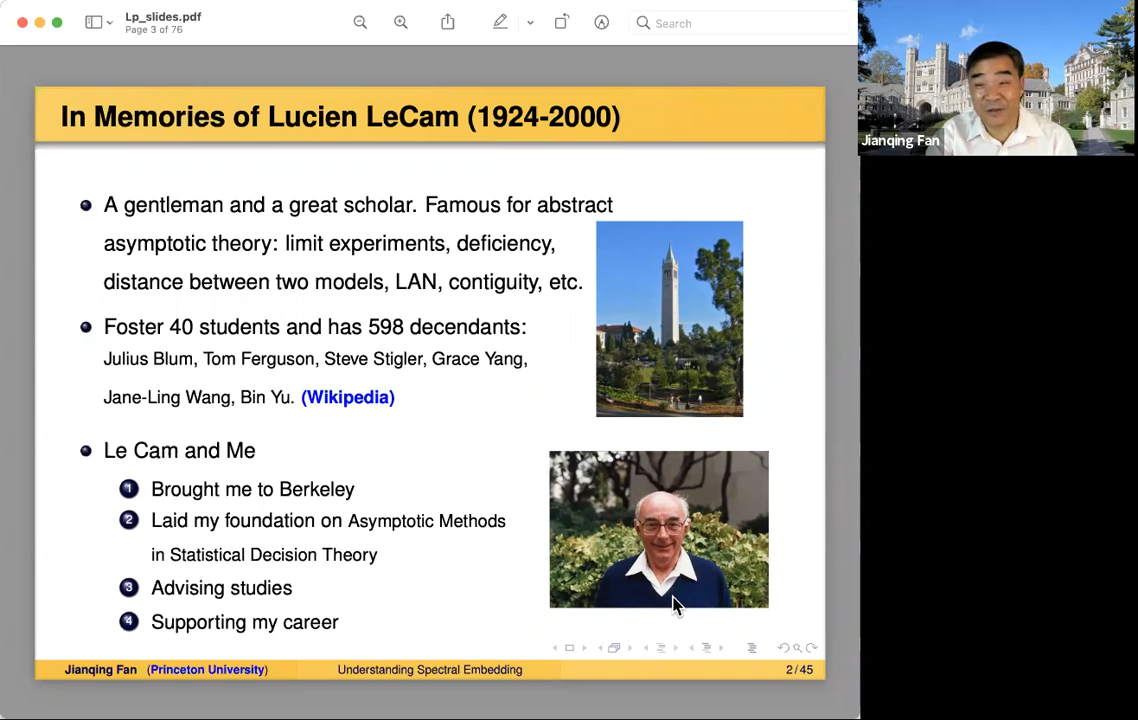 Lp_slides.pdf
Page 3 of 76
Search
In Memories of Lucien LeCam (1924-2000)
A gentleman and a great scholar. Famous for abstract
asymptotic theory: limit experiments, deficiency,
distance between two models, LAN, contiguity, etc.
Foster 40 students and has 598 decendants:
Julius Blum, Tom Ferguson, Steve Stigler, Grace Yang,
Jane-Ling Wang, Bin Yu. (Wikipedia)
Le Cam and Me
1 Brought me to Berkeley
2 Laid my foundation on Asymptotic Methods
in Statistical Decision Theory
3 Advising studies
4 Supporting my career
Jianqing Fan (Princeton University) Understanding Spectral Embedding 2 / 45
Jianqing Fan